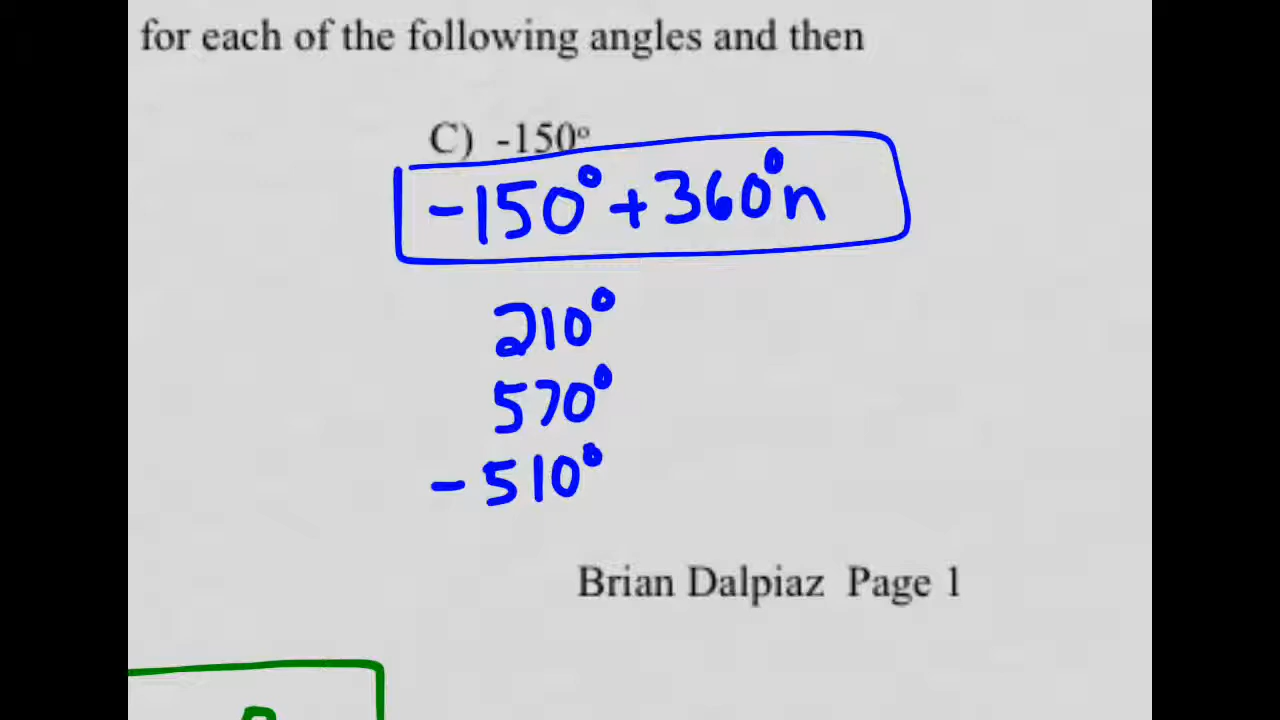 for each of the following angles and then
C) -150°
-150° + 360°n
210°
570°
-510°
Brian Dalpiaz Page 1